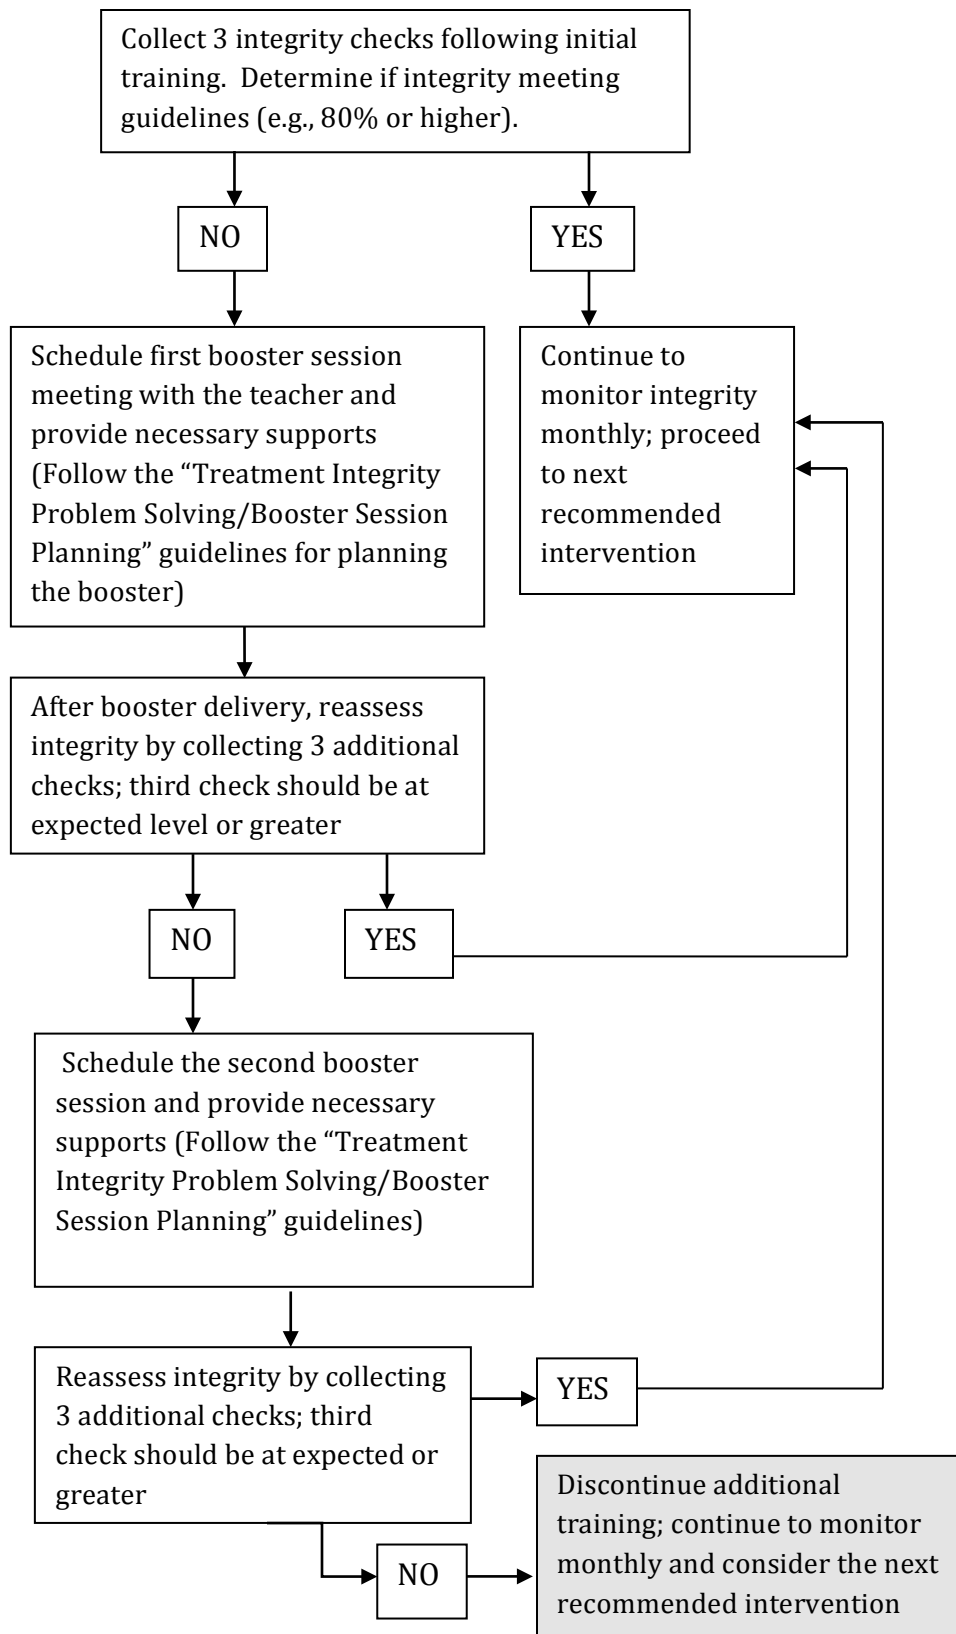 Collect 3 integrity checks following initial
training.  Determine if integrity meeting
guidelines (e.g., 80% or higher).
NO
YES
Schedule first booster session
meeting with the teacher and
provide necessary supports
(Follow the “Treatment Integrity
Problem Solving/Booster Session
Planning” guidelines for planning
the booster)
Continue to
monitor integrity
monthly; proceed
to next
recommended
intervention
After booster delivery, reassess
integrity by collecting 3 additional
checks; third check should be at
expected level or greater
NO
YES
Schedule the second booster
session and provide necessary
supports (Follow the “Treatment
Integrity Problem Solving/Booster
Session Planning” guidelines)
Reassess integrity by collecting
3 additional checks; third
check should be at expected or
greater
YES
NO
Discontinue additional
training; continue to monitor
monthly and consider the next
recommended intervention